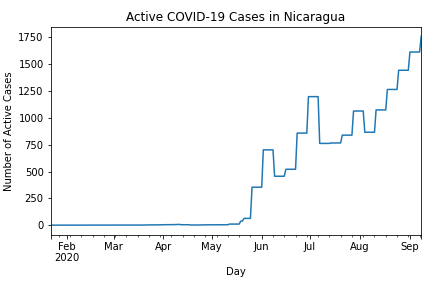 Active COVID-19 Cases in Nicaragua
Number of Active Cases
1750
1500
1250
1000
750
500
250
0
Feb Mar Apr May Jun Jul Aug Sep
2020
Day